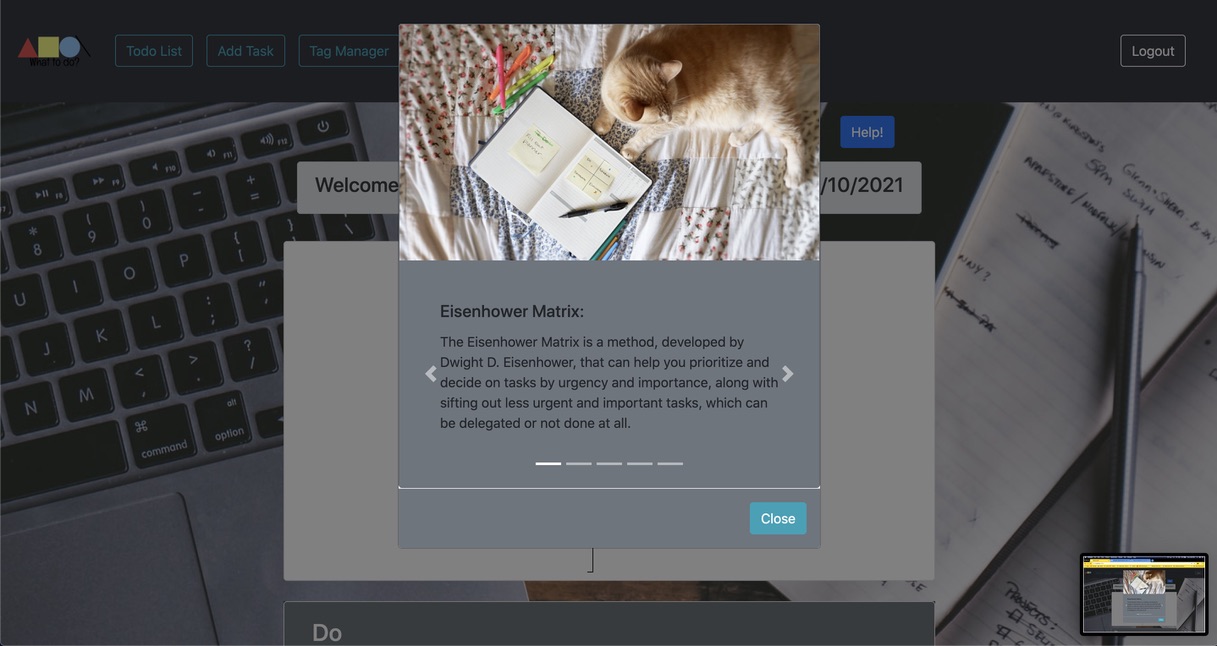 What to do?
Todo List
Add Task
Tag Manager
Logout
Help!
Welcome
/10/2021
Eisenhower Matrix:
The Eisenhower Matrix is a method, developed by
Dwight D. Eisenhower, that can help you prioritize and
decide on tasks by urgency and importance, along with
sifting out less urgent and important tasks, which can
be delegated or not done at all.
Close
Do
command
option
alt